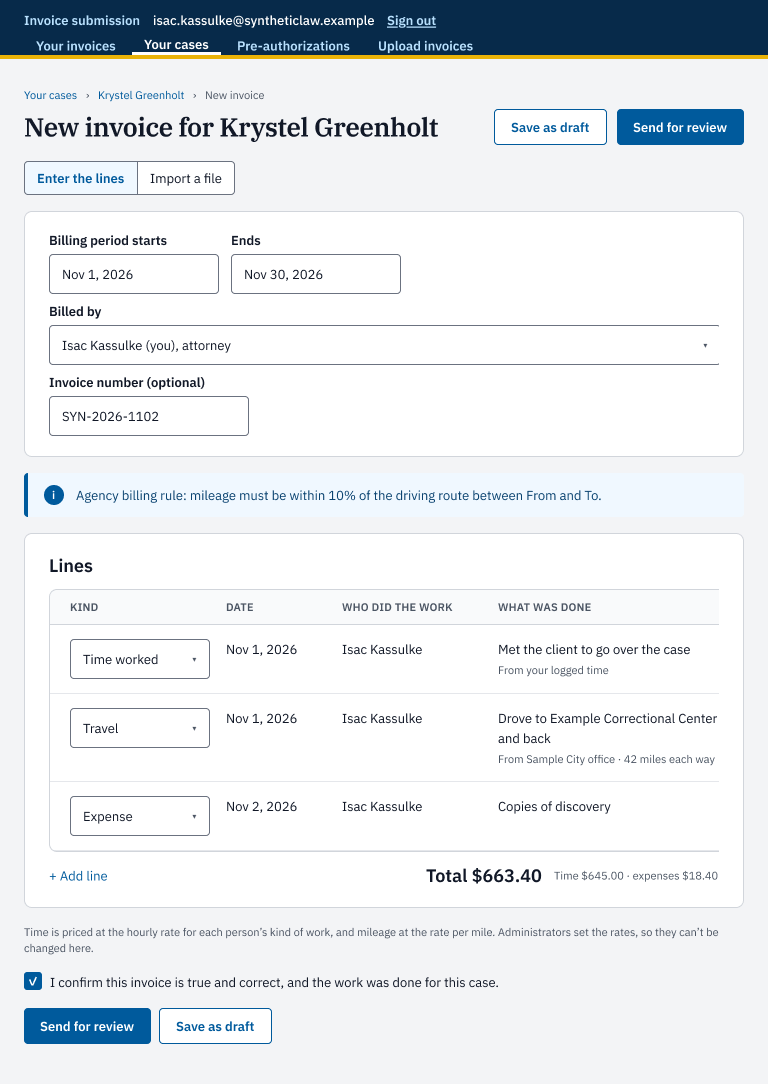 Invoice submission isac.kassulke@syntheticlaw.example Sign out
Your invoices Your cases Pre-authorizations Upload invoices
Your cases › Krystel Greenholt › New invoice
New invoice for Krystel Greenholt Save as draft Send for review
Enter the lines Import a file
Billing period starts Ends
Nov 1, 2026 Nov 30, 2026
Billed by
Isac Kassulke (you), attorney
Invoice number (optional)
SYN-2026-1102
i Agency billing rule: mileage must be within 10% of the driving route between From and To.
Lines
KIND DATE WHO DID THE WORK WHAT WAS DONE
Time worked Nov 1, 2026 Isac Kassulke Met the client to go over the case
From your logged time
Travel Nov 1, 2026 Isac Kassulke Drove to Example Correctional Center
and back
From Sample City office · 42 miles each way
Expense Nov 2, 2026 Isac Kassulke Copies of discovery
+ Add line Total $663.40 Time $645.00 · expenses $18.40
Time is priced at the hourly rate for each person’s kind of work, and mileage at the rate per mile. Administrators set the rates, so they can’t be
changed here.
I confirm this invoice is true and correct, and the work was done for this case.
Send for review Save as draft